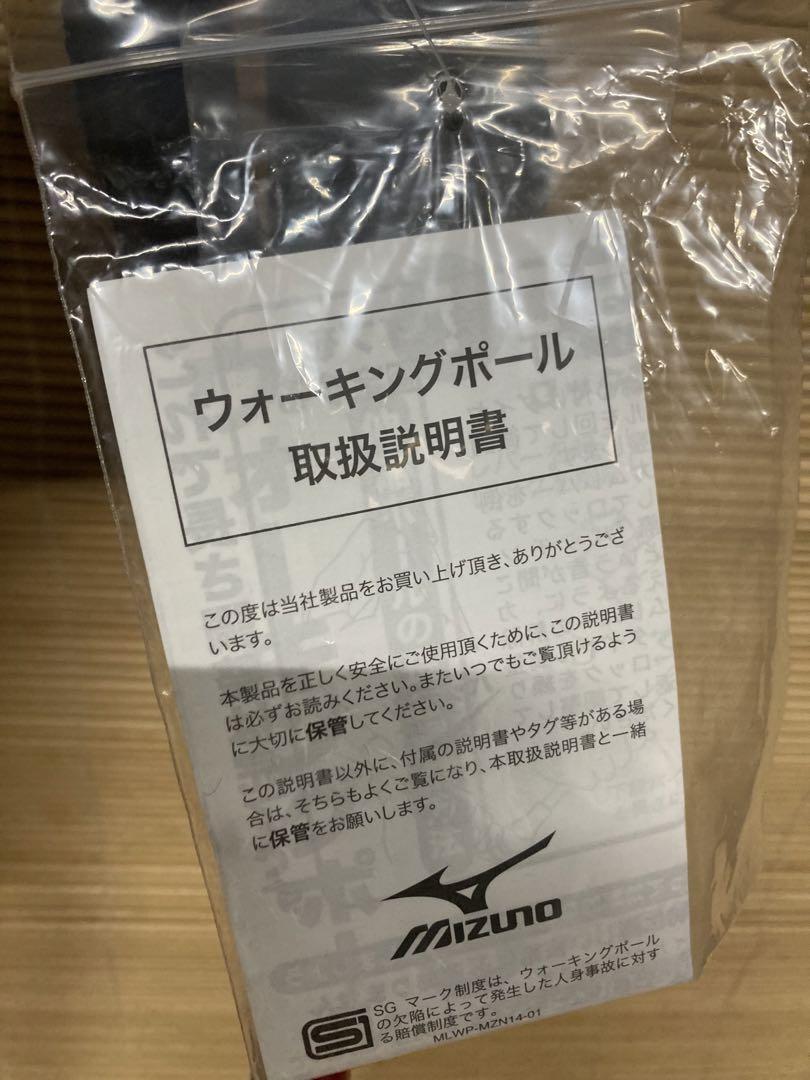 ウォーキングポール
取扱説明書
この度は当社製品をお買い上げ頂き、ありがとうござ
います。
本製品を正しく安全にご使用頂くために、この説明書
は必ずお読みください。またいつでもご覧頂けるよう
に大切に保管してください。
この説明書以外に、付属の説明書やタグ等がある場
合は、そちらもよくご覧になり、本取扱説明書と一緒
に保管をお願いします。
MIZUNO
SG マーク制度は、ウォーキングポール
の欠陥によって発生した人身事故に対す
る賠償制度です。
MLWP-MZN14-01